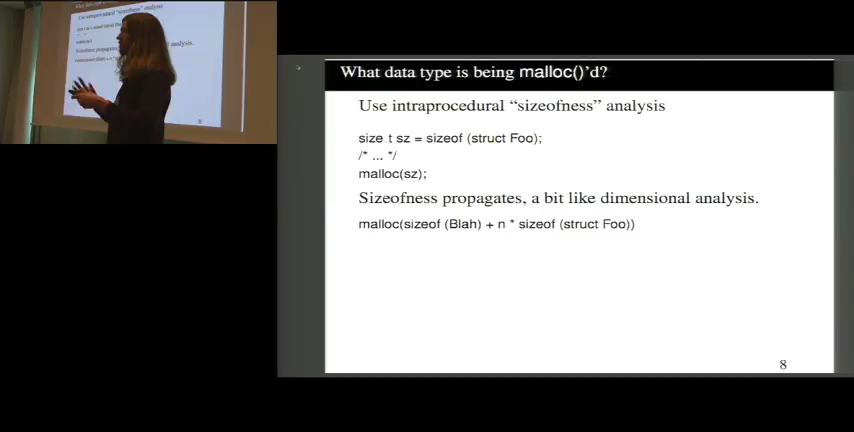 What data type is being malloc()'d?
Use intraprocedural “sizeofness” analysis
size_t sz = sizeof (struct Foo);
/* ... */
malloc(sz);
Sizeofness propagates, a bit like dimensional analysis.
malloc(sizeof (Blah) + n * sizeof (struct Foo))
8